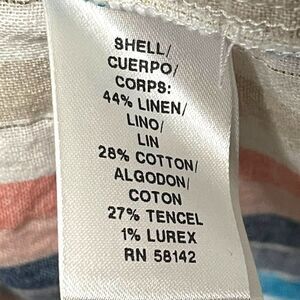 SHELL/
CUERPO/
CORPS:
44% LINEN/
LINO/
LIN
28% COTTON/
ALGODON/
COTON
27% TENCEL
1% LUREX
RN 58142